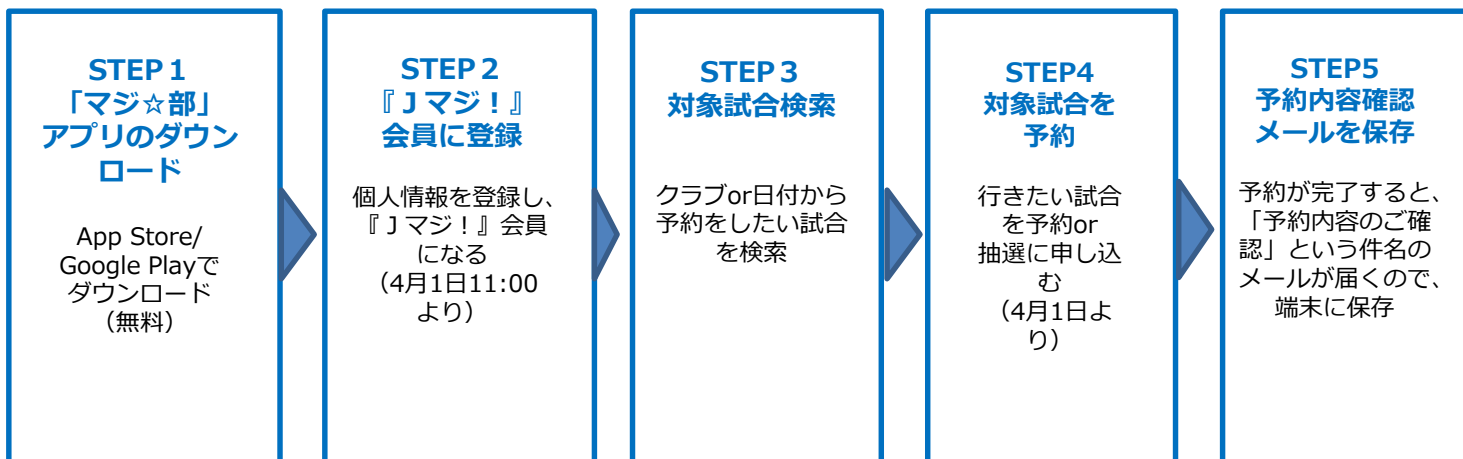 STEP１
「マジ☆部」
アプリのダウン
ロード
App Store/
Google Playで
ダウンロード
（無料）
STEP２
『Ｊマジ！』
会員に登録
個人情報を登録し、
『Ｊマジ！』会員
になる
（4月1日11:00
より）
STEP３
対象試合検索
クラブor日付から
予約をしたい試合
を検索
STEP4
対象試合を
予約
行きたい試合
を予約or
抽選に申し込
む
（4月1日よ
り）
STEP5
予約内容確認
メールを保存
予約が完了すると、
「予約内容のご確
認」という件名の
メールが届くので、
端末に保存